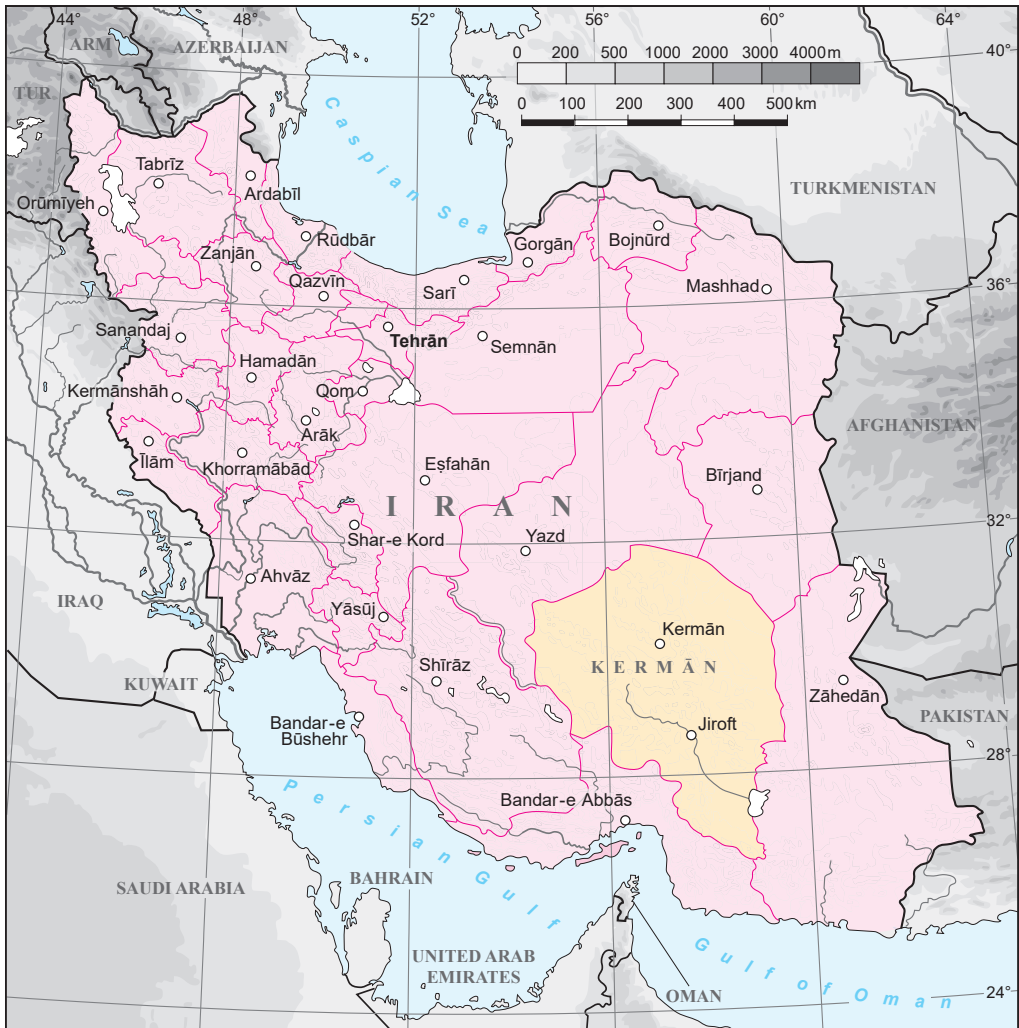 44° 48° 52° 56° 60° 64°
ARM
AZERBAIJAN
40°
0 200 500 1000 2000 3000 4000m
0 100 200 300 400 500km
TUR.
Caspian Sea
TURKMENISTAN
Tabrīz
Ardabīl
Orūmīyeh
Rūdbār
Gorgān
Bojnūrd
Zanjān
Qazvīn
Sarī
Mashhad
36°
Sanandaj
Tehrān
Semnān
Hamadān
Kermānshāh
Qom
Arāk
AFGHANISTAN
Īlām
Khorramābād
Eşfahān
Bīrjand
IRAN
Shar-e Kord
Yazd
32°
Ahvāz
IRAQ
Yāsūj
Kermān
KERMĀN
Shīrāz
KUWAIT
Zāhedān
Bandar-e
Būshehr
Jiroft
PAKISTAN
28°
Persian Gulf
Bandar-e Abbās
SAUDI ARABIA
BAHRAIN
UNITED ARAB
EMIRATES
OMAN
Gulf of Oman
24°